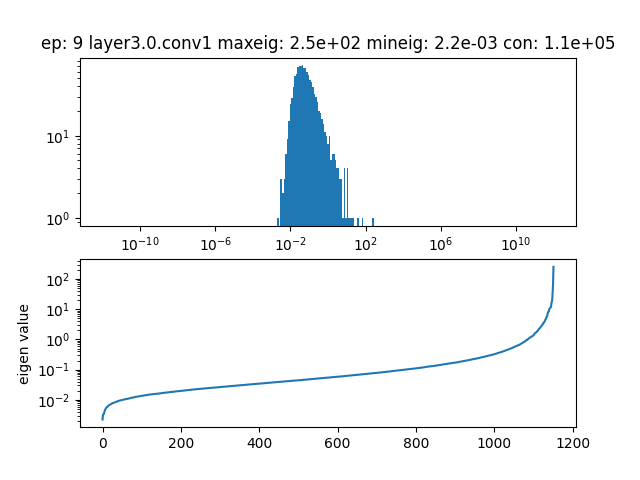 ep: 9 layer3.0.conv1 maxeig: 2.5e+02 mineig: 2.2e-03 con: 1.1e+05
10¹
10⁰
10⁻¹⁰ 10⁻⁶ 10⁻² 10² 10⁶ 10¹⁰
eigen value
10²
10¹
10⁰
10⁻¹
10⁻²
0 200 400 600 800 1000 1200